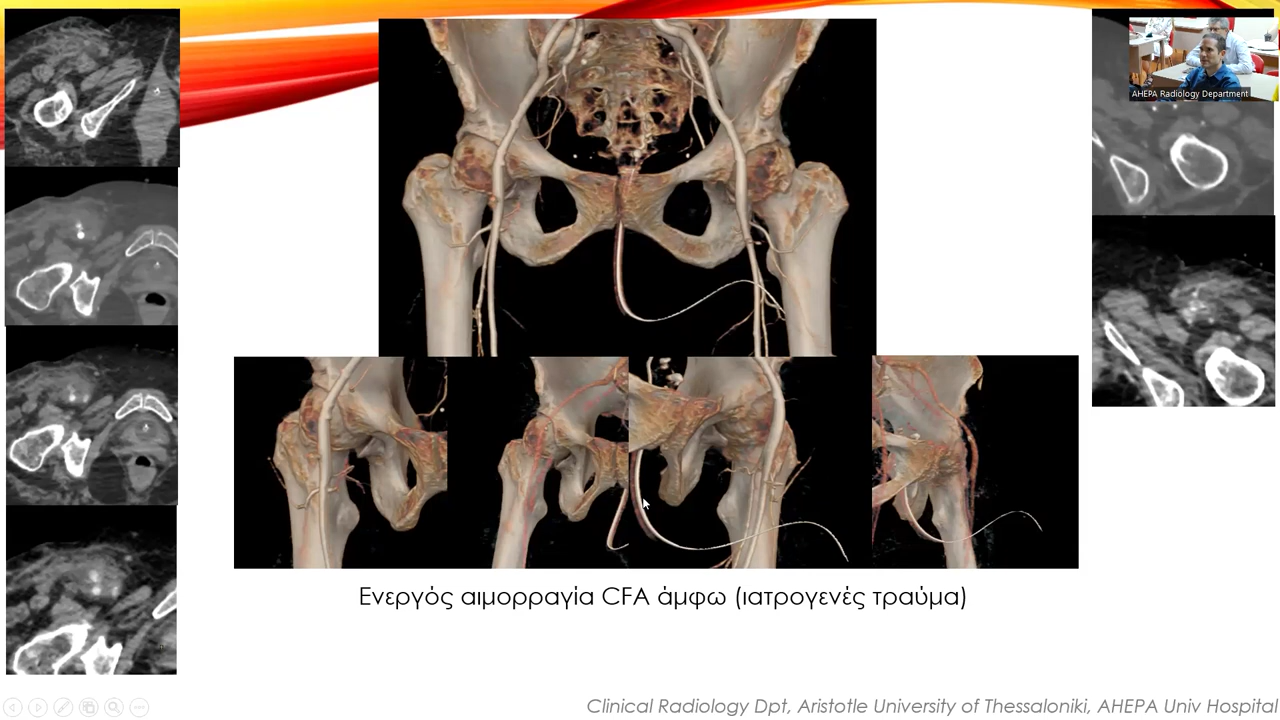 AHEPA Radiology Department
Ενεργός αιμορραγία CFA άμφω (ιατρογενές τραύμα)
Clinical Radiology Dpt, Aristotle University of Thessaloniki, AHEPA Univ Hospital